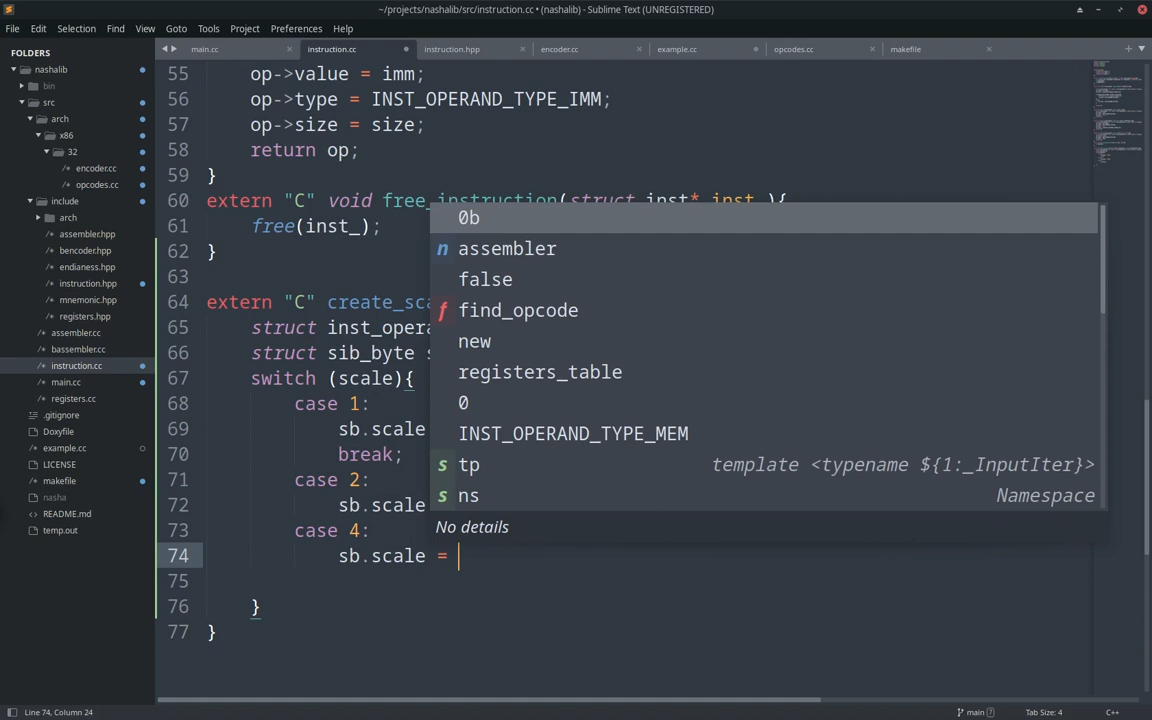 ~/projects/nashalib/src/instruction.cc • (nashalib) - Sublime Text (UNREGISTERED)
File Edit Selection Find View Goto Tools Project Preferences Help
FOLDERS
nashalib
bin
src
arch
x86
32
encoder.cc
opcodes.cc
include
arch
assembler.hpp
bencoder.hpp
endianess.hpp
instruction.hpp
mnemonic.hpp
registers.hpp
assembler.cc
bassembler.cc
instruction.cc
main.cc
registers.cc
.gitignore
Doxyfile
example.cc
LICENSE
makefile
nasha
README.md
temp.out
main.cc instruction.cc instruction.hpp encoder.cc example.cc opcodes.cc makefile
55 op->value = imm;
56 op->type = INST_OPERAND_TYPE_IMM;
57 op->size = size;
58 return op;
59 }
60 extern "C" void free_instruction(struct inst* inst_){
61 free(inst_);
62 }
63
64 extern "C" create_sca
65 struct inst_opera
66 struct sib_byte s
67 switch (scale){
68 case 1:
69 sb.scale
70 break;
71 case 2:
72 sb.scale
73 case 4:
74 sb.scale =
75
76 }
77 }
0b
n assembler
false
f find_opcode
new
registers_table
0
INST_OPERAND_TYPE_MEM
s tp template <typename ${1:_InputIter}>
s ns Namespace
No details
Line 74, Column 24 main 7 Tab Size: 4 C++